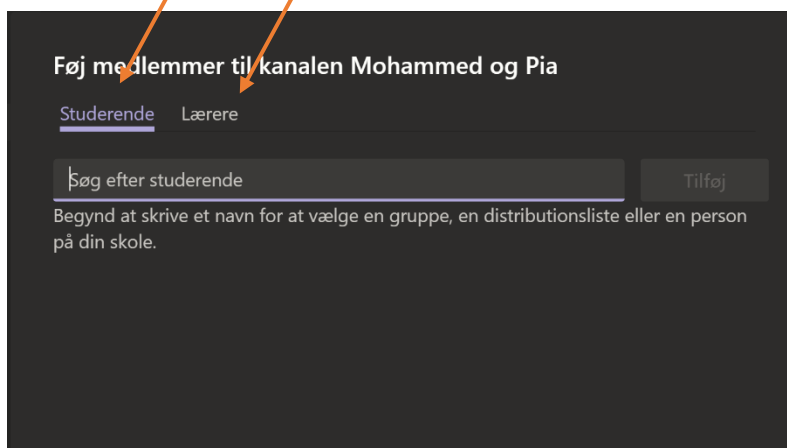 Føj medlemmer til kanalen Mohammed og Pia
Studerende Lærere
Søg efter studerende Tilføj
Begynd at skrive et navn for at vælge en gruppe, en distributionsliste eller en person
på din skole.